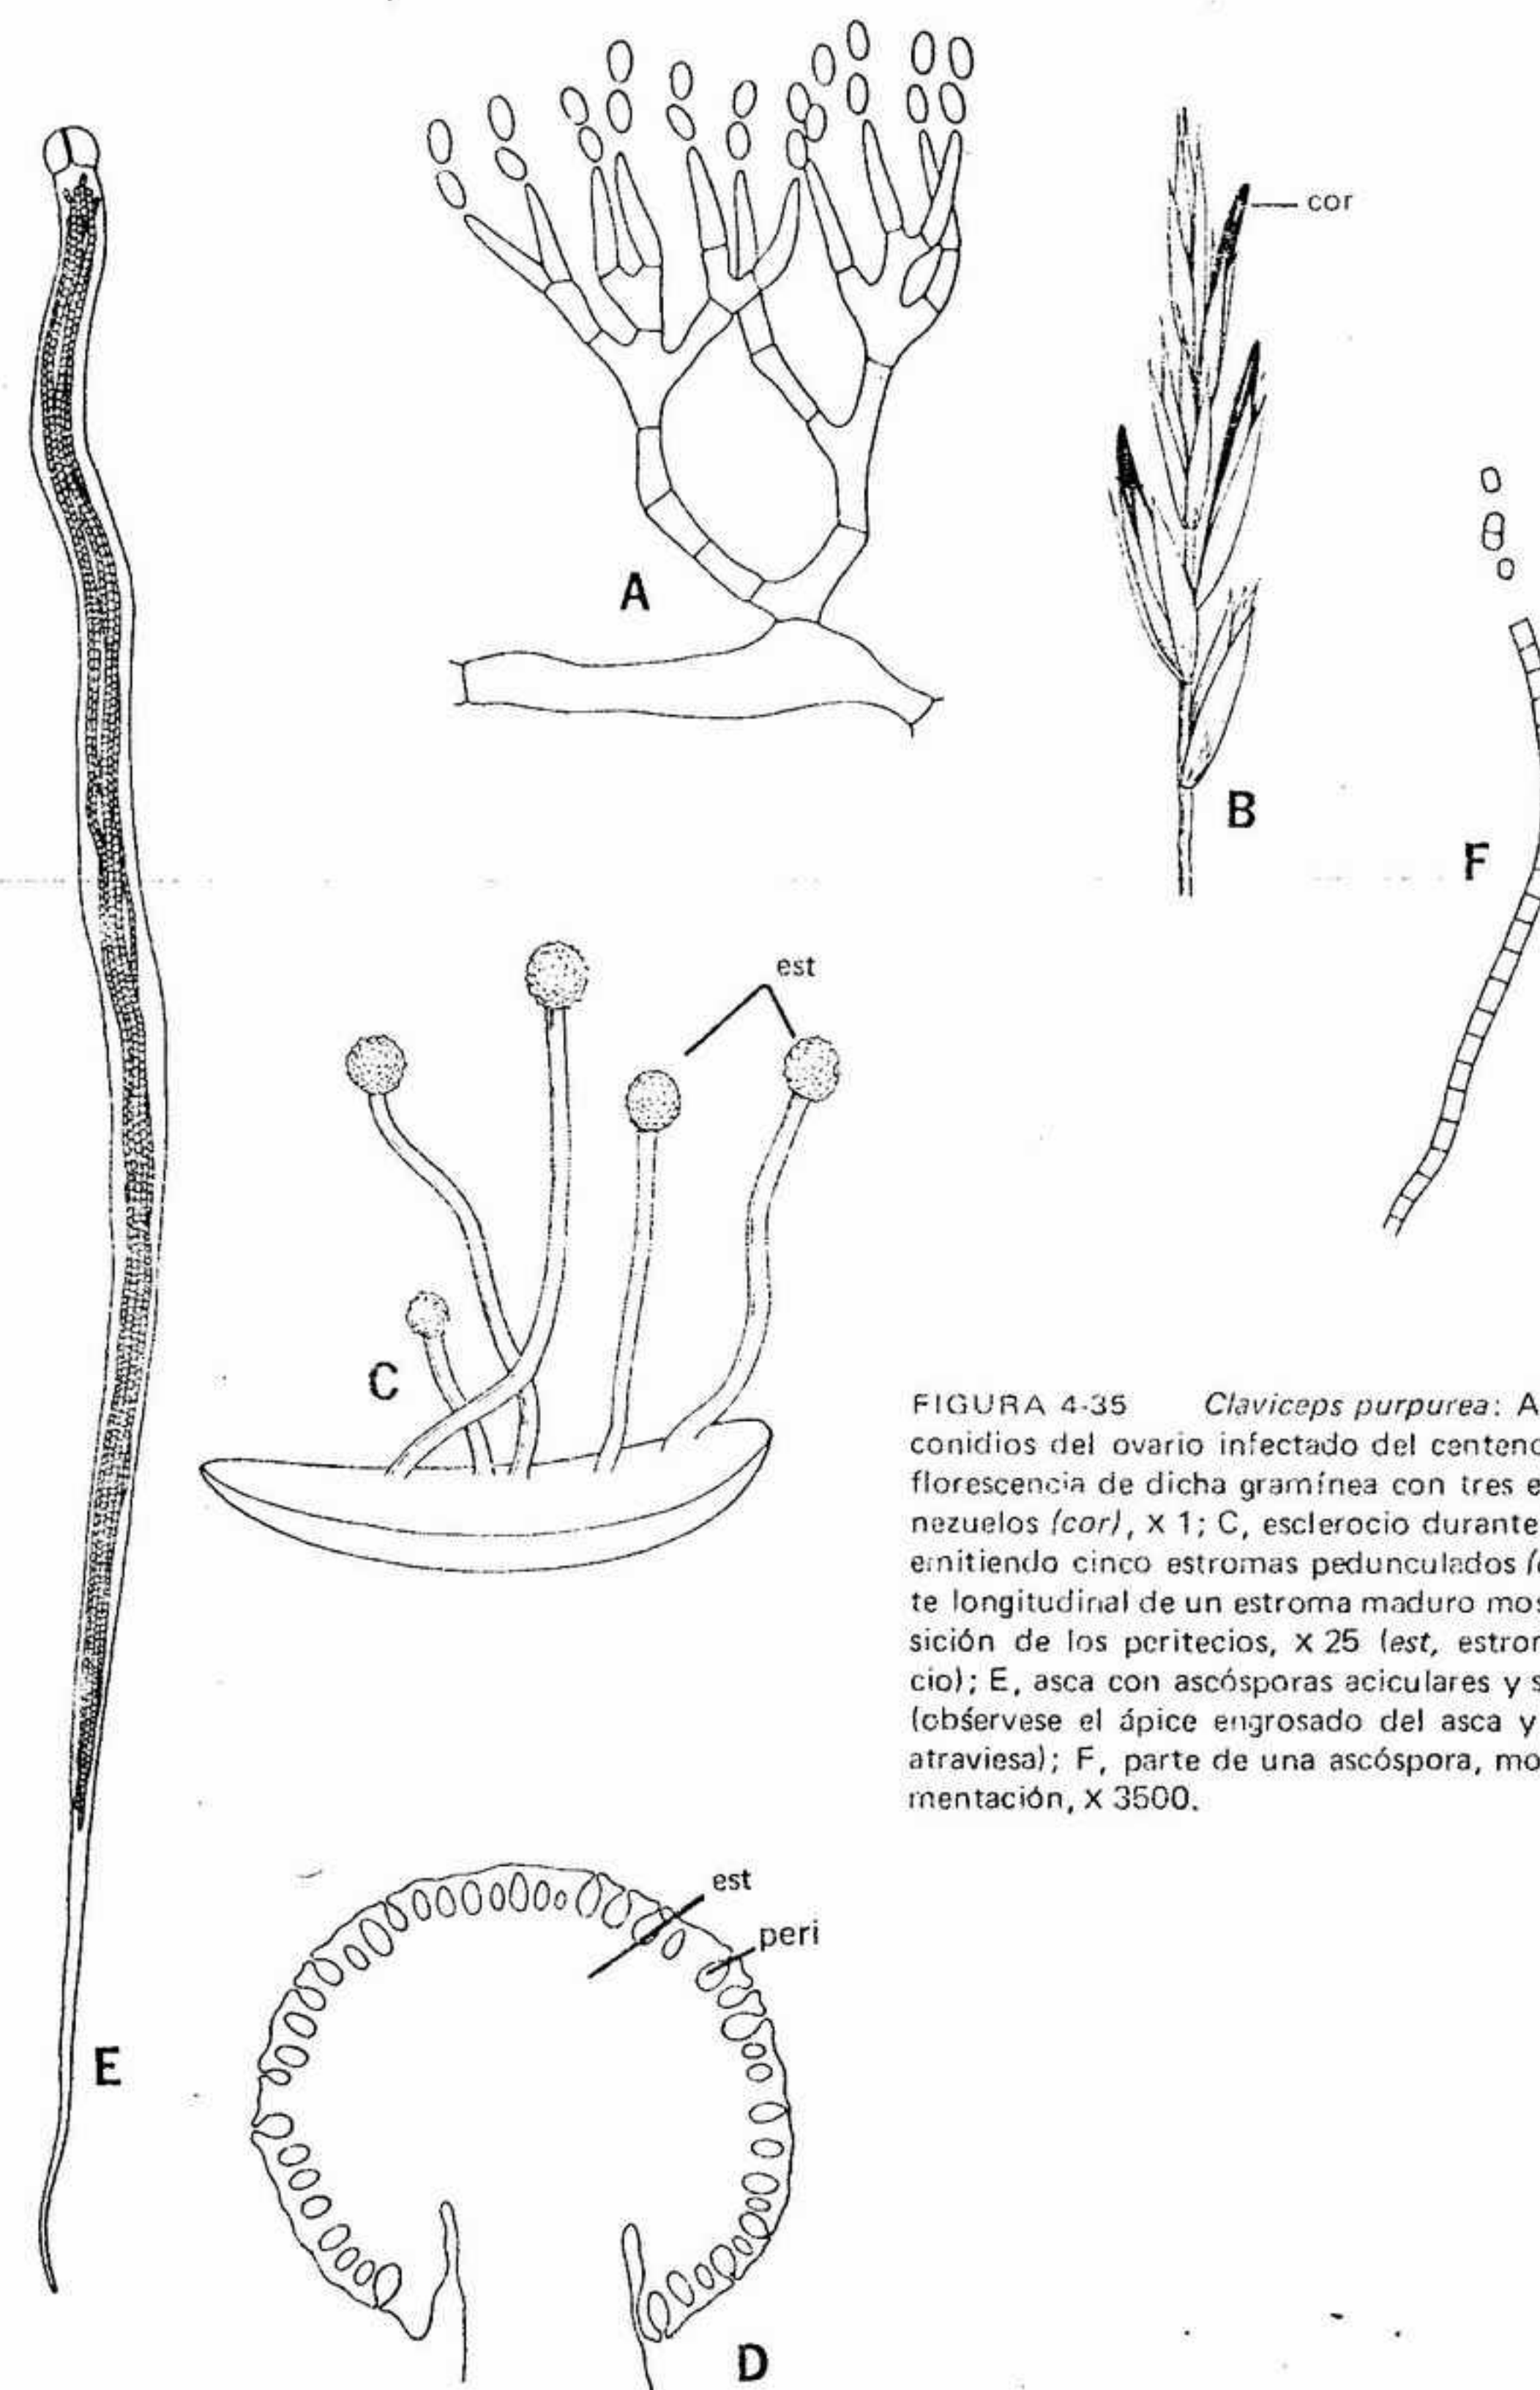 cor
A
B
F
est
C
FIGURA 4-35 Claviceps purpurea: A
conidios del ovario infectado del centeno
florescencia de dicha gramínea con tres e
nezuelos (cor), X 1; C, esclerocio durante
emitiendo cinco estromas pedunculados (
te longitudinal de un estroma maduro mos
sición de los peritecios, X 25 (est, estro
cio); E, asca con ascósporas aciculares y s
(obsérvese el ápice engrosado del asca y
atraviesa); F, parte de una ascóspora, mo
mentación, X 3500.
est
peri
E
D